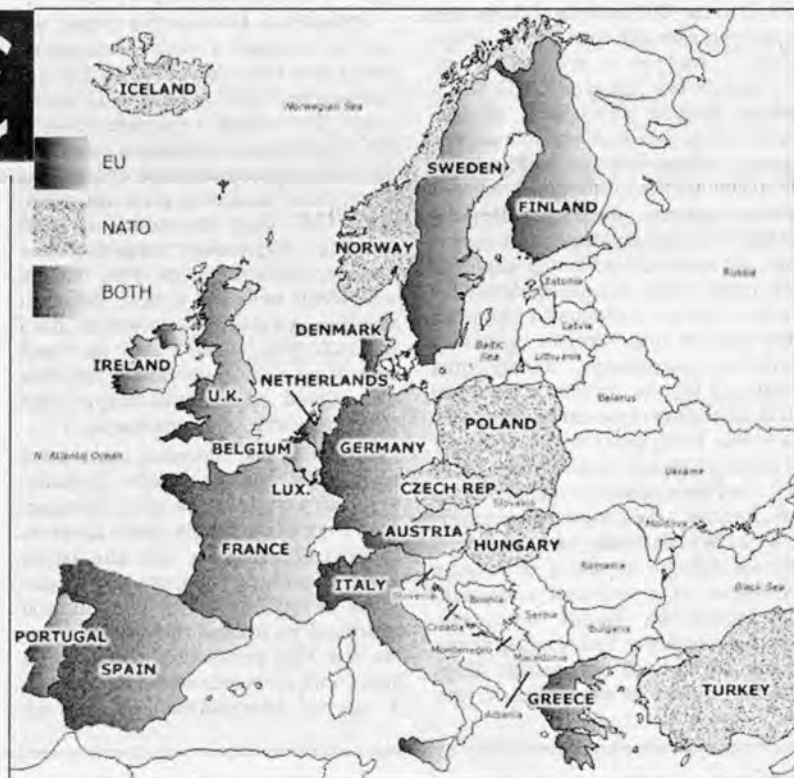 ICELAND
Norwegian Sea
EU
NATO
BOTH
SWEDEN
FINLAND
NORWAY
Russia
Estonia
Latvia
Lithuania
Baltic
Sea
DENMARK
IRELAND
U.K.
NETHERLANDS
Belarus
POLAND
N. Atlantic Ocean
BELGIUM
GERMANY
LUX.
CZECH REP.
Ukraine
Slovakia
FRANCE
AUSTRIA
HUNGARY
Moldova
ITALY
Slovenia
Romania
Black Sea
Croatia
Bosnia
Serbia
Bulgaria
Montenegro
Macedonia
PORTUGAL
SPAIN
Albania
GREECE
TURKEY